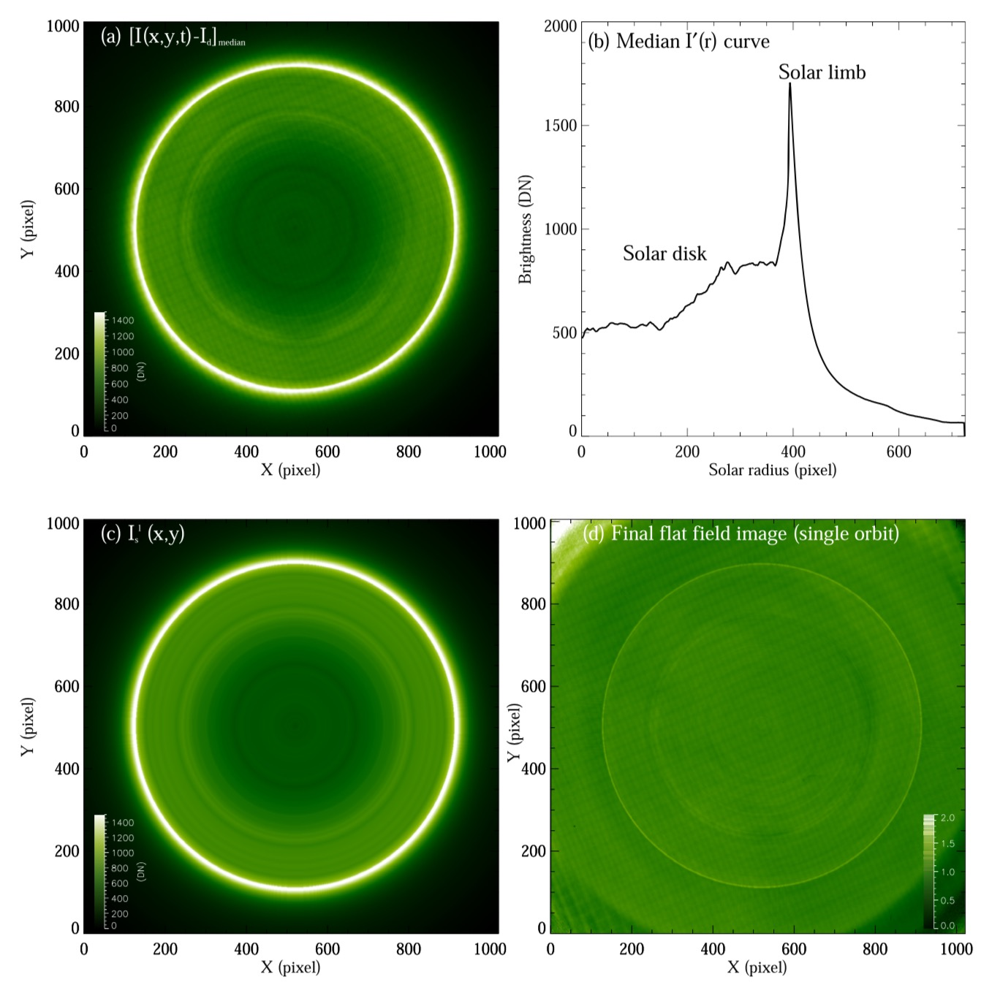 (a) [I(x,y,t)-I_d]_median
1000
800
600
400
200
0
Y (pixel)
1400
1200
1000
800
600
400
200
0
(DN)
0 200 400 600 800 1000
X (pixel)
(b) Median I′(r) curve
Solar limb
Solar disk
2000
1500
1000
500
0
Brightness (DN)
0 200 400 600
Solar radius (pixel)
(c) I_s^1 (x,y)
1000
800
600
400
200
0
Y (pixel)
1400
1200
1000
800
600
400
200
0
(DN)
0 200 400 600 800 1000
X (pixel)
(d) Final flat field image (single orbit)
1000
800
600
400
200
0
Y (pixel)
2.0
1.5
1.0
0.5
0.0
0 200 400 600 800 1000
X (pixel)